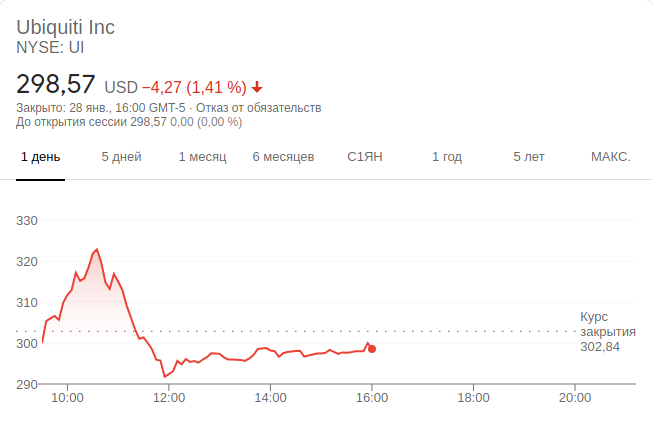 Ubiquiti Inc
NYSE: UI
298,57 USD −4,27 (1,41 %)
Закрыто: 28 янв., 16:00 GMT-5 · Отказ от обязательств
До открытия сессии 298,57 0,00 (0,00 %)
1 день 5 дней 1 месяц 6 месяцев С1ЯН 1 год 5 лет МАКС.
330
320
310
Курс
закрытия
302,84
300
290
10:00 12:00 14:00 16:00 18:00 20:00